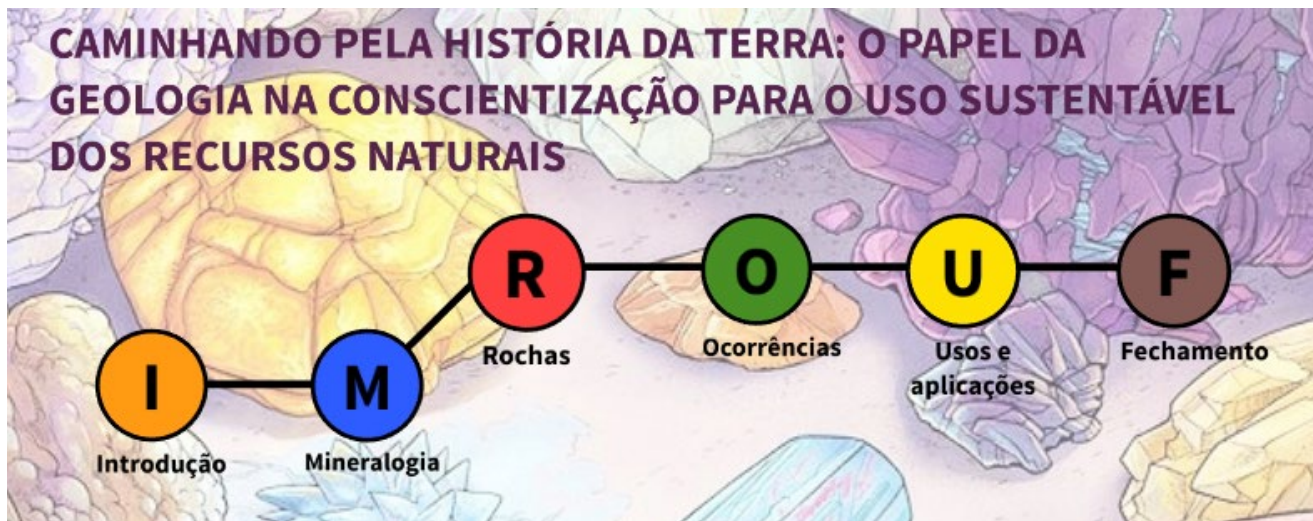 CAMINHANDO PELA HISTÓRIA DA TERRA: O PAPEL DA
GEOLOGIA NA CONSCIENTIZAÇÃO PARA O USO SUSTENTÁVEL
DOS RECURSOS NATURAIS
I
Introdução
M
Mineralogia
R
Rochas
O
Ocorrências
U
Usos e
aplicações
F
Fechamento